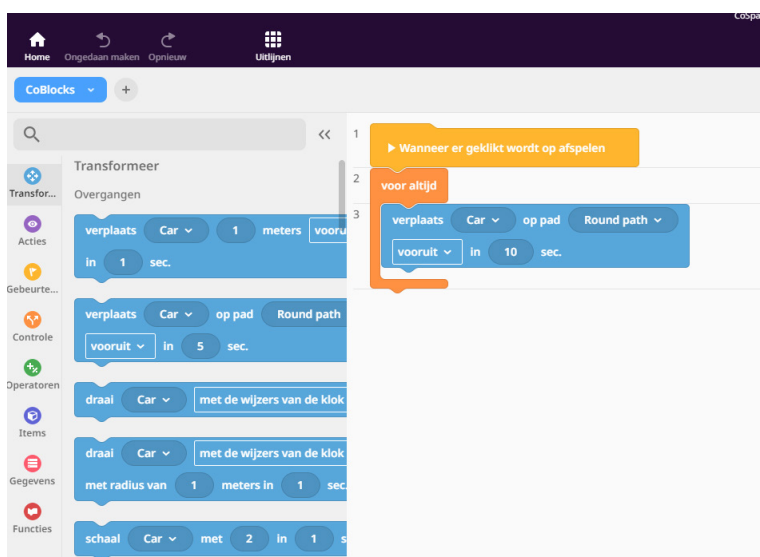 CoSpa
Home Ongedaan maken Opnieuw Uitlijnen
CoBlocks
Transfor...
Acties
Gebeurte...
Controle
Operatoren
Items
Gegevens
Functies
Transformeer
Overgangen
verplaats Car 1 meters vooru
in 1 sec.
verplaats Car op pad Round path
vooruit in 5 sec.
draai Car met de wijzers van de klok
draai Car met de wijzers van de klok
met radius van 1 meters in 1 sec.
schaal Car met 2 in 1 s
1
Wanneer er geklikt wordt op afspelen
2
voor altijd
3
verplaats Car op pad Round path
vooruit in 10 sec.